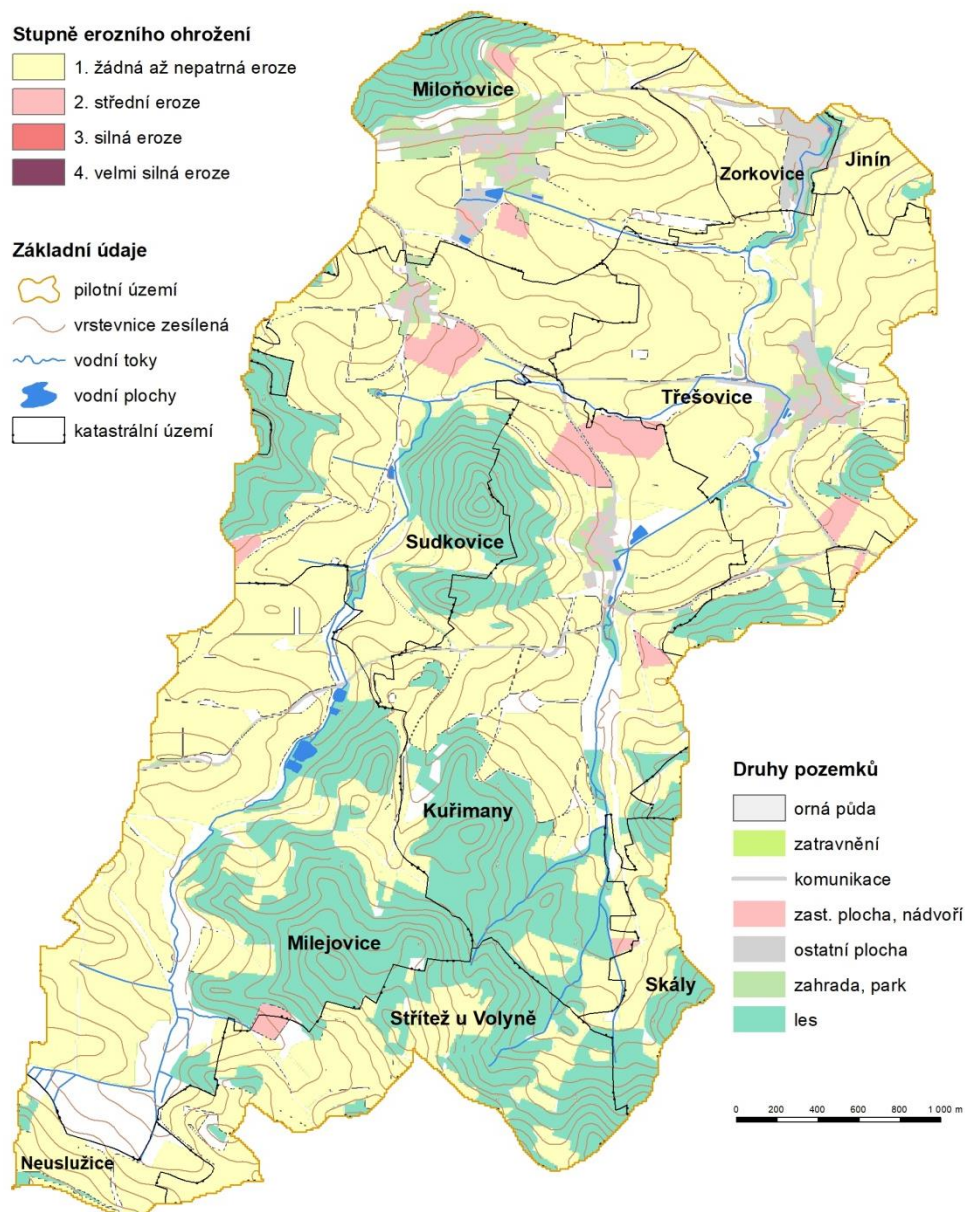 Stupně erozního ohrožení
1. žádná až nepatrná eroze
2. střední eroze
3. silná eroze
4. velmi silná eroze
Základní údaje
pilotní území
vrstevnice zesílená
vodní toky
vodní plochy
katastrální území
Miloňovice
Zorkovice
Jinín
Třešovice
Sudkovice
Kuřimany
Milejovice
Skály
Střítež u Volyně
Neuslužice
Druhy pozemků
orná půda
zatravnění
komunikace
zast. plocha, nádvoří
ostatní plocha
zahrada, park
les
0 200 400 600 800 1 000 m